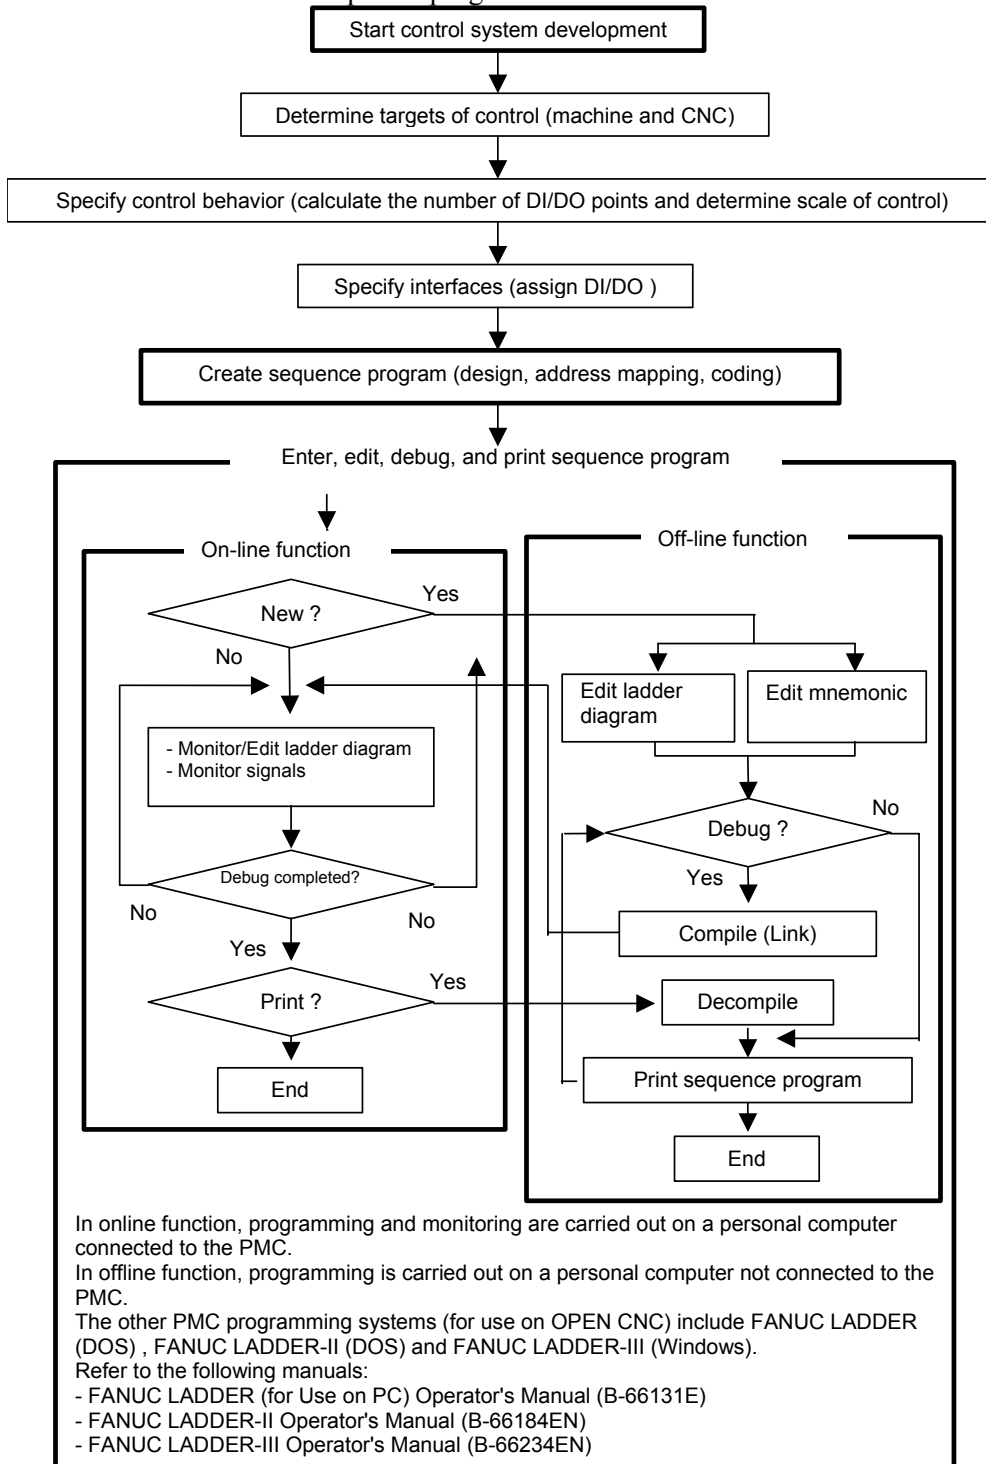 Start control system development
Determine targets of control (machine and CNC)
Specify control behavior (calculate the number of DI/DO points and determine scale of control)
Specify interfaces (assign DI/DO )
Create sequence program (design, address mapping, coding)
Enter, edit, debug, and print sequence program
On-line function
New ?
Yes
No
- Monitor/Edit ladder diagram
- Monitor signals
Debug completed?
No
No
Yes
Print ?
Yes
End
Off-line function
Edit ladder
diagram
Edit mnemonic
Debug ?
No
Yes
Compile (Link)
Decompile
Print sequence program
End
In online function, programming and monitoring are carried out on a personal computer
connected to the PMC.
In offline function, programming is carried out on a personal computer not connected to the
PMC.
The other PMC programming systems (for use on OPEN CNC) include FANUC LADDER
(DOS) , FANUC LADDER-II (DOS) and FANUC LADDER-III (Windows).
Refer to the following manuals:
- FANUC LADDER (for Use on PC) Operator's Manual (B-66131E)
- FANUC LADDER-II Operator's Manual (B-66184EN)
- FANUC LADDER-III Operator's Manual (B-66234EN)